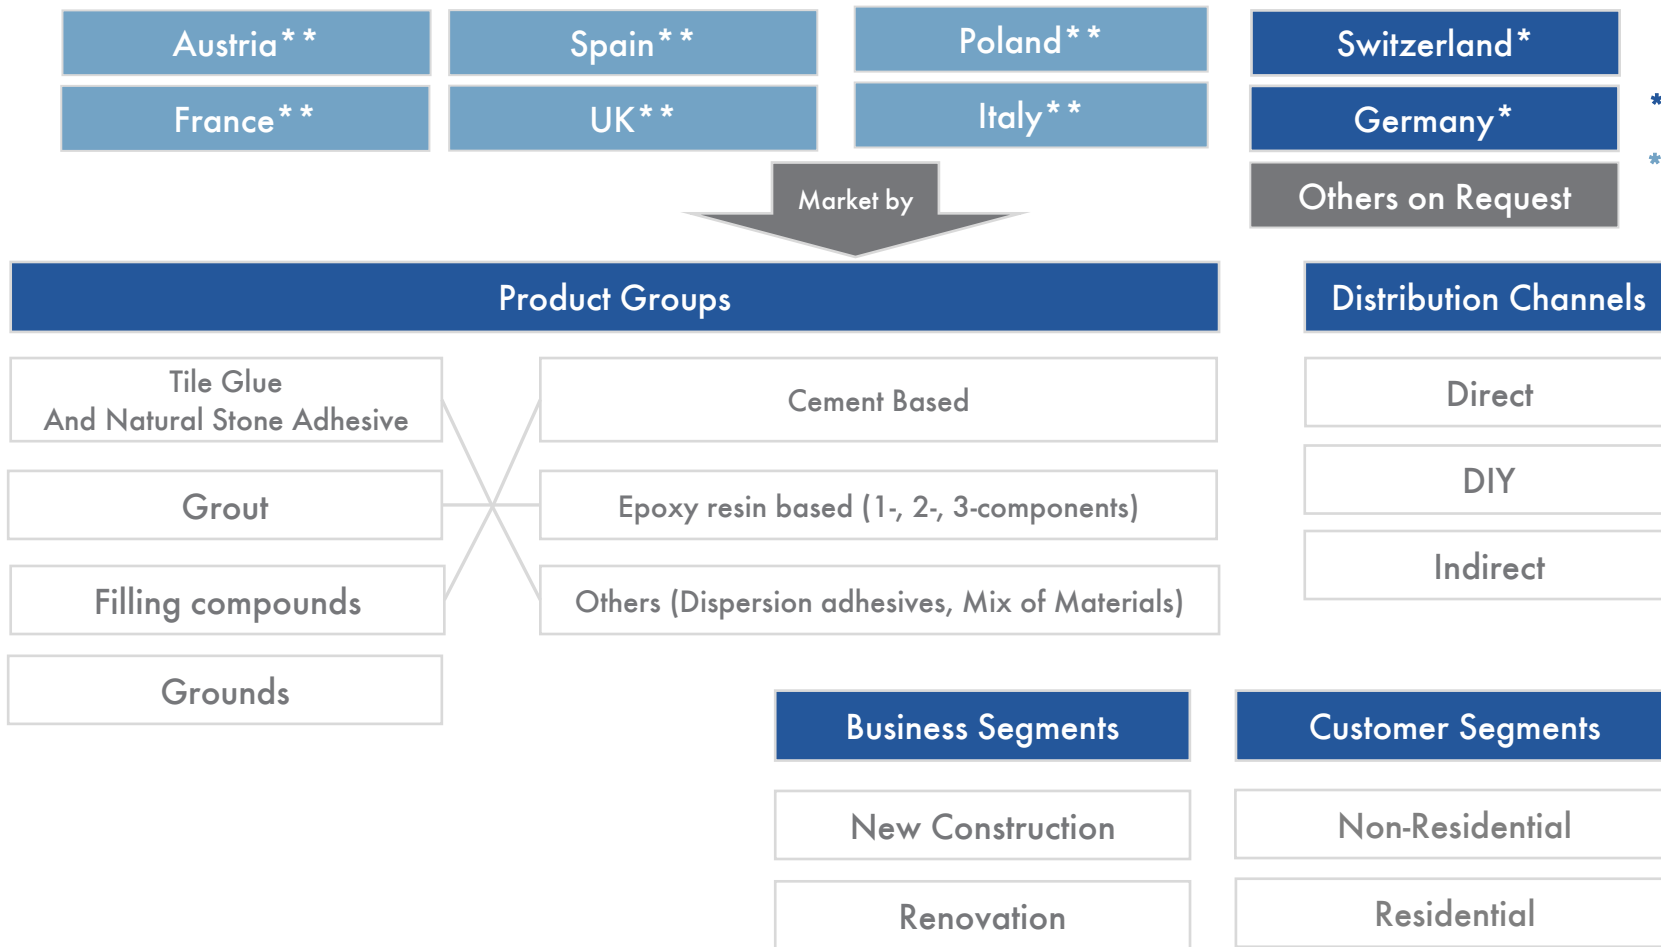 Austria**
Spain**
Poland**
Switzerland*
France**
UK**
Italy**
Germany*
*
*
Others on Request
Market by
Product Groups
Distribution Channels
Tile Glue
And Natural Stone Adhesive
Cement Based
Direct
Grout
Epoxy resin based (1-, 2-, 3-components)
DIY
Filling compounds
Others (Dispersion adhesives, Mix of Materials)
Indirect
Grounds
Business Segments
Customer Segments
New Construction
Non-Residential
Renovation
Residential